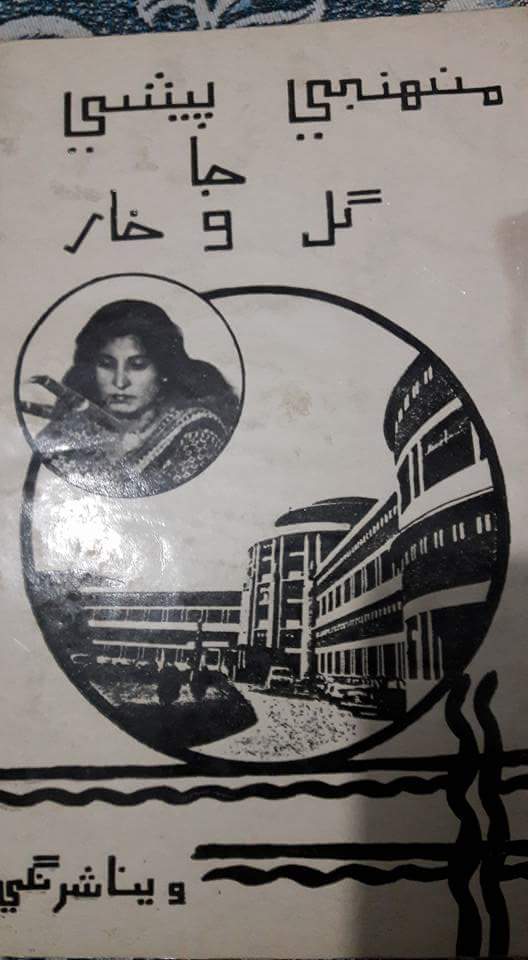 منهنجي پيشي
جا
گل ۽ خار
وينا شرنگي